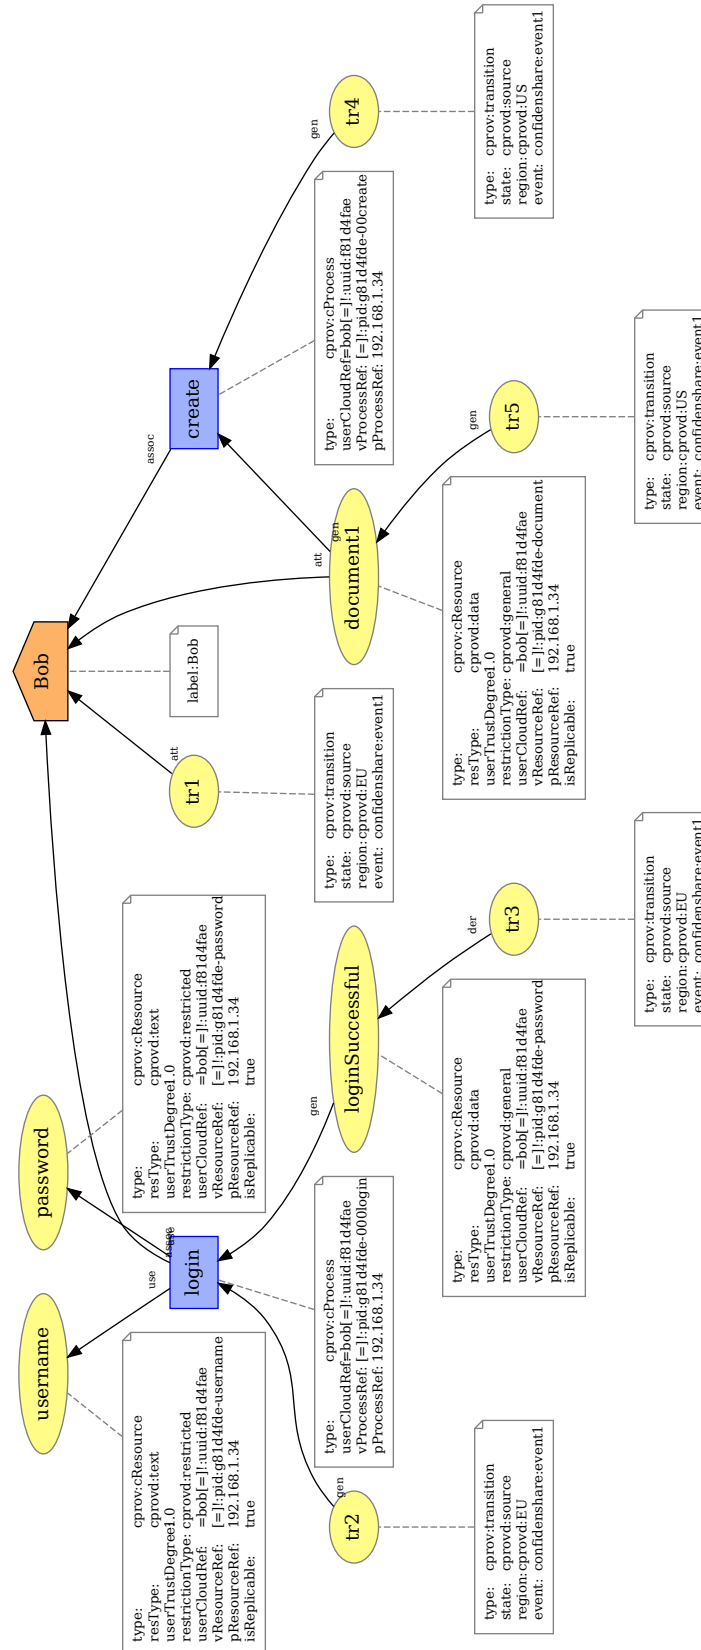 username
password
Bob
use
assoc
use
att
assoc
login
tr1
label:Bob
create
type: cprov:cResource
resType: cprovd:text
userTrustDegree1.0
restrictionType: cprovd:restricted
userCloudRef: =bob[=]!:uuid:f81d4fae
vResourceRef: [=]!:pid:g81d4fde-username
pResourceRef: 192.168.1.34
isReplicable: true
type: cprov:cResource
resType: cprovd:text
userTrustDegree1.0
restrictionType: cprovd:restricted
userCloudRef: =bob[=]!:uuid:f81d4fae
vResourceRef: [=]!:pid:g81d4fde-password
pResourceRef: 192.168.1.34
isReplicable: true
gen
gen
att
gen
gen
tr2
loginSuccessful
document1
tr4
type: cprov:cProcess
userCloudRef=bob[=]!:uuid:f81d4fae
vProcessRef: [=]!:pid:g81d4fde-000login
pProcessRef: 192.168.1.34
type: cprov:transition
state: cprovd:source
region: cprovd:EU
event: confidenshare:event1
type: cprov:cProcess
userCloudRef=bob[=]!:uuid:f81d4fae
vProcessRef: [=]!:pid:g81d4fde-00create
pProcessRef: 192.168.1.34
der
gen
tr3
tr5
type: cprov:transition
state: cprovd:source
region: cprovd:EU
event: confidenshare:event1
type: cprov:cResource
resType: cprovd:data
userTrustDegree1.0
restrictionType: cprovd:general
userCloudRef: =bob[=]!:uuid:f81d4fae
vResourceRef: [=]!:pid:g81d4fde-password
pResourceRef: 192.168.1.34
isReplicable: true
type: cprov:cResource
resType: cprovd:data
userTrustDegree1.0
restrictionType: cprovd:general
userCloudRef: =bob[=]!:uuid:f81d4fae
vResourceRef: [=]!:pid:g81d4fde-document
pResourceRef: 192.168.1.34
isReplicable: true
type: cprov:transition
state: cprovd:source
region: cprovd:US
event: confidenshare:event1
type: cprov:transition
state: cprovd:source
region: cprovd:EU
event: confidenshare:event1
type: cprov:transition
state: cprovd:source
region: cprovd:US
event: confidenshare:event1